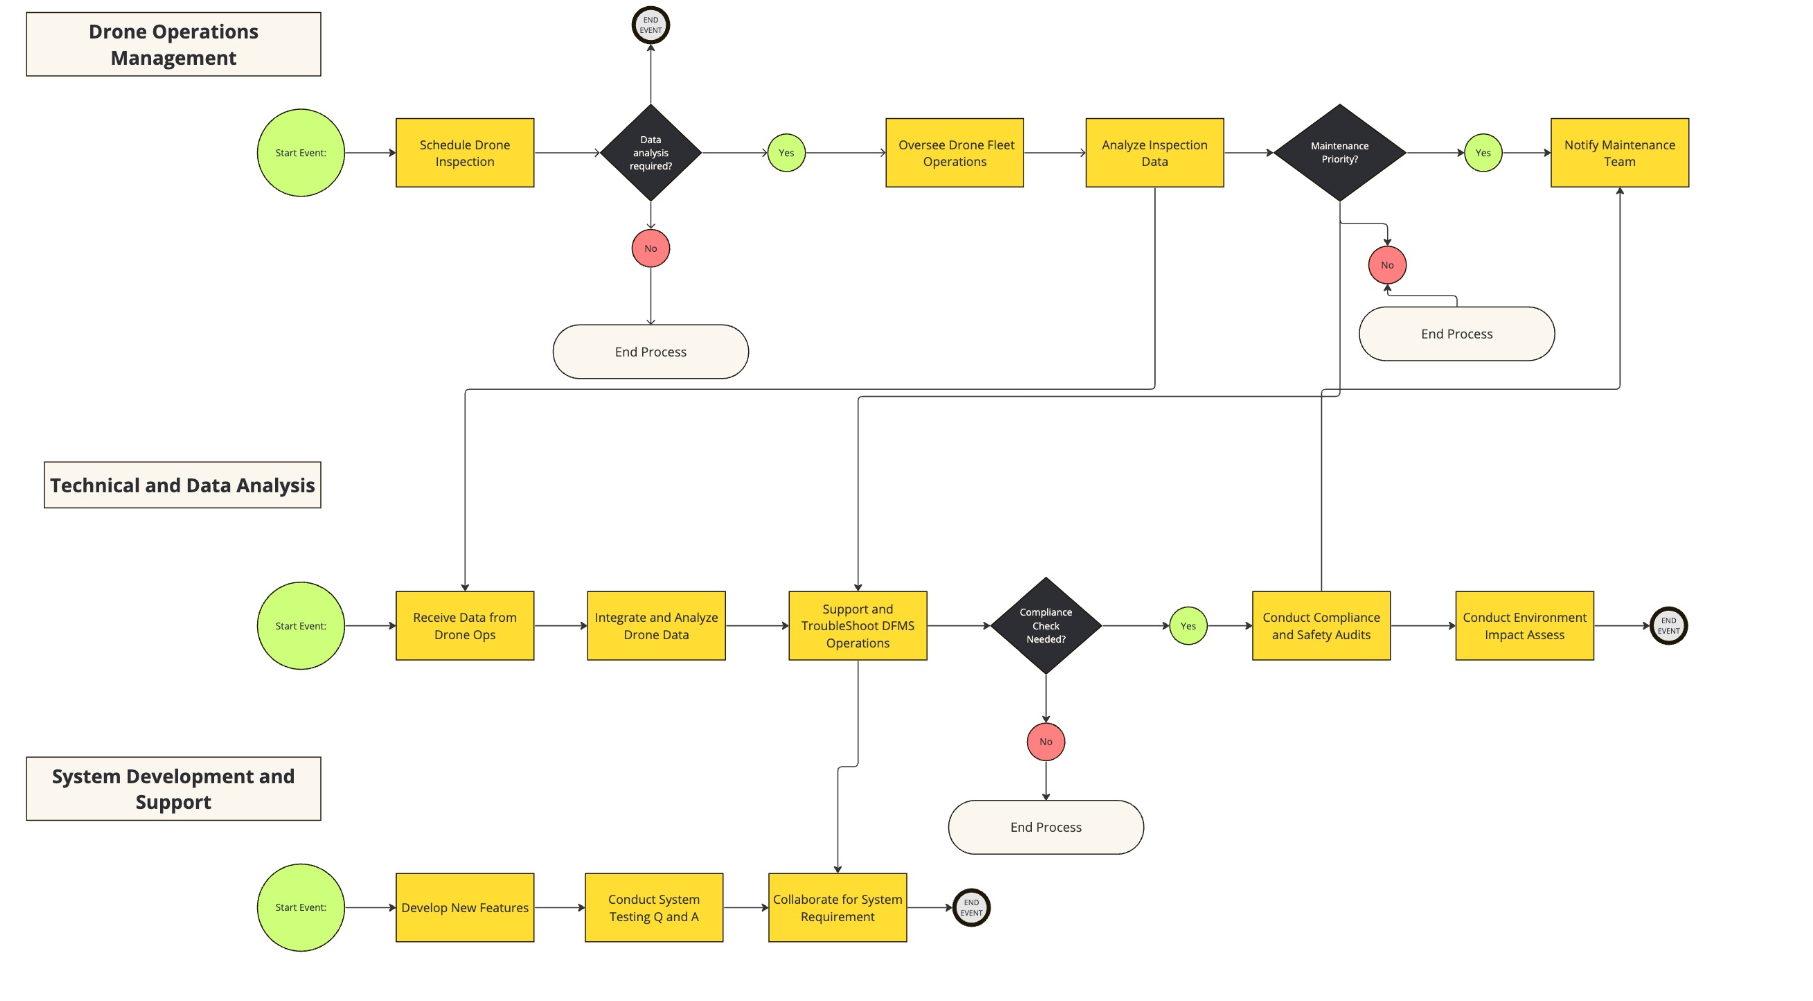 Drone Operations
Management
END
EVENT
Start Event:
Schedule Drone
Inspection
Data
analysis
required?
Yes
Oversee Drone Fleet
Operations
Analyze Inspection
Data
Maintenance
Priority?
Yes
Notify Maintenance
Team
No
No
End Process
End Process
Technical and Data Analysis
Start Event:
Receive Data from
Drone Ops
Integrate and Analyze
Drone Data
Support and
TroubleShoot DFMS
Operations
Compliance
Check
Needed?
Yes
Conduct Compliance
and Safety Audits
Conduct Environment
Impact Assess
END
EVENT
No
End Process
System Development and
Support
Start Event:
Develop New Features
Conduct System
Testing Q and A
Collaborate for System
Requirement
END
EVENT